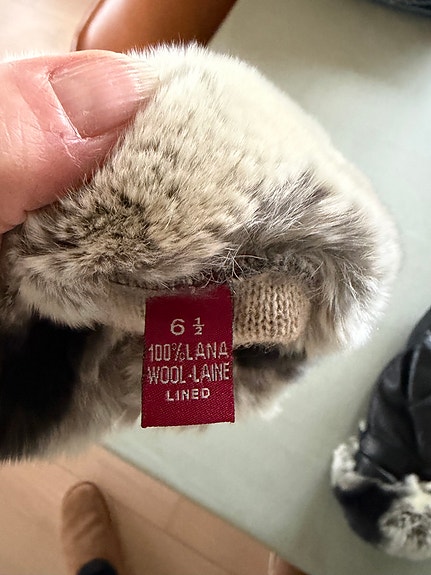 6 ½
100%LANA
WOOL-LAINE
LINED